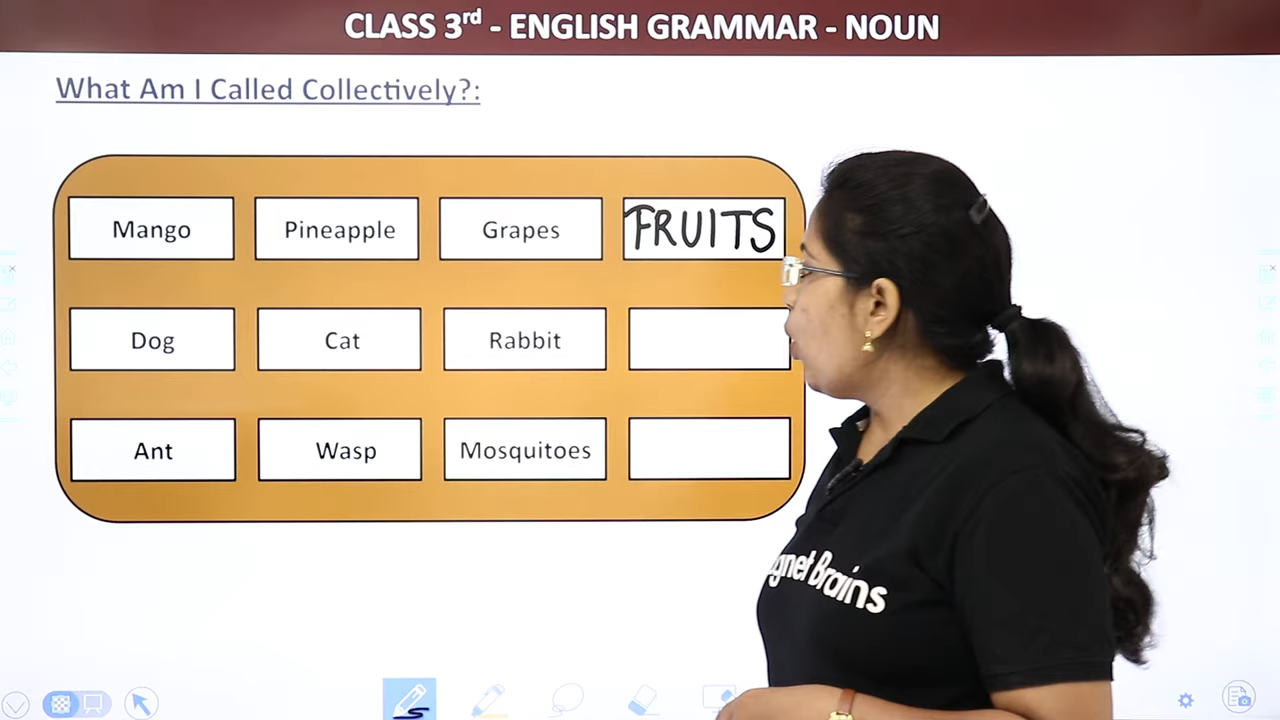 CLASS 3rd - ENGLISH GRAMMAR - NOUN
What Am I Called Collectively?:
Mango Pineapple Grapes FRUITS
Dog Cat Rabbit
Ant Wasp Mosquitoes
gnet Brains